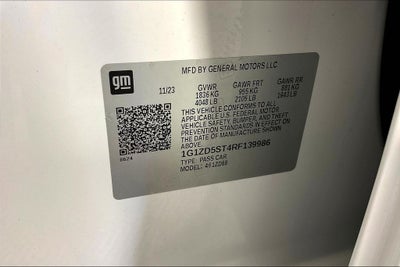 gm
MFD BY GENERAL MOTORS LLC
11/23
GVWR GAWR FRT GAWR RR
1836 KG 955 KG 881 KG
4048 LB 2105 LB 1943 LB
THIS VEHICLE CONFORMS TO ALL
APPLICABLE U.S. FEDERAL MOTOR
VEHICLE SAFETY, BUMPER, AND THEFT
PREVENTION STANDARDS IN EFFECT ON
THE DATE OF MANUFACTURE SHOWN
ABOVE.
1G1ZD5ST4RF139986
TYPE: PASS CAR
MODEL: